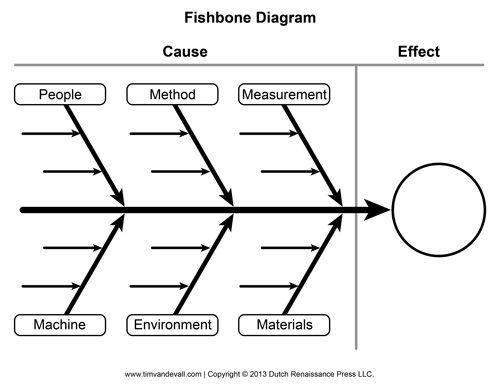 Fishbone Diagram
Cause
Effect
People
Method
Measurement
Machine
Environment
Materials
www.timvandevall.com | Copyright © 2013 Dutch Renaissance Press LLC.